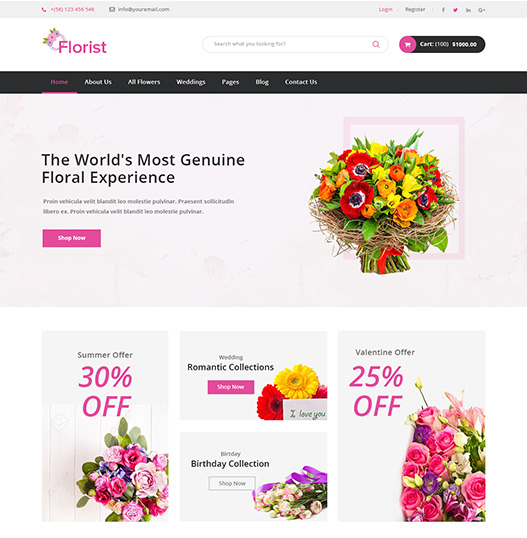 +(56) 123 456 546 info@youremail.com Login Register
Florist
Search what you looking for?
Cart: (100) $1000.00
Home About Us All Flowers Weddings Pages Blog Contact Us
The World's Most Genuine
Floral Experience
Proin vehicula velit blandit leo molestie pulvinar. Praesent sollicitudin
libero ex. Proin vehicula velit blandit leo molestie pulvinar.
Shop Now
Summer Offer
30%
OFF
Wedding
Romantic Collections
Shop Now
I love you
Birtday
Birthday Collection
Shop Now
Valentine Offer
25%
OFF